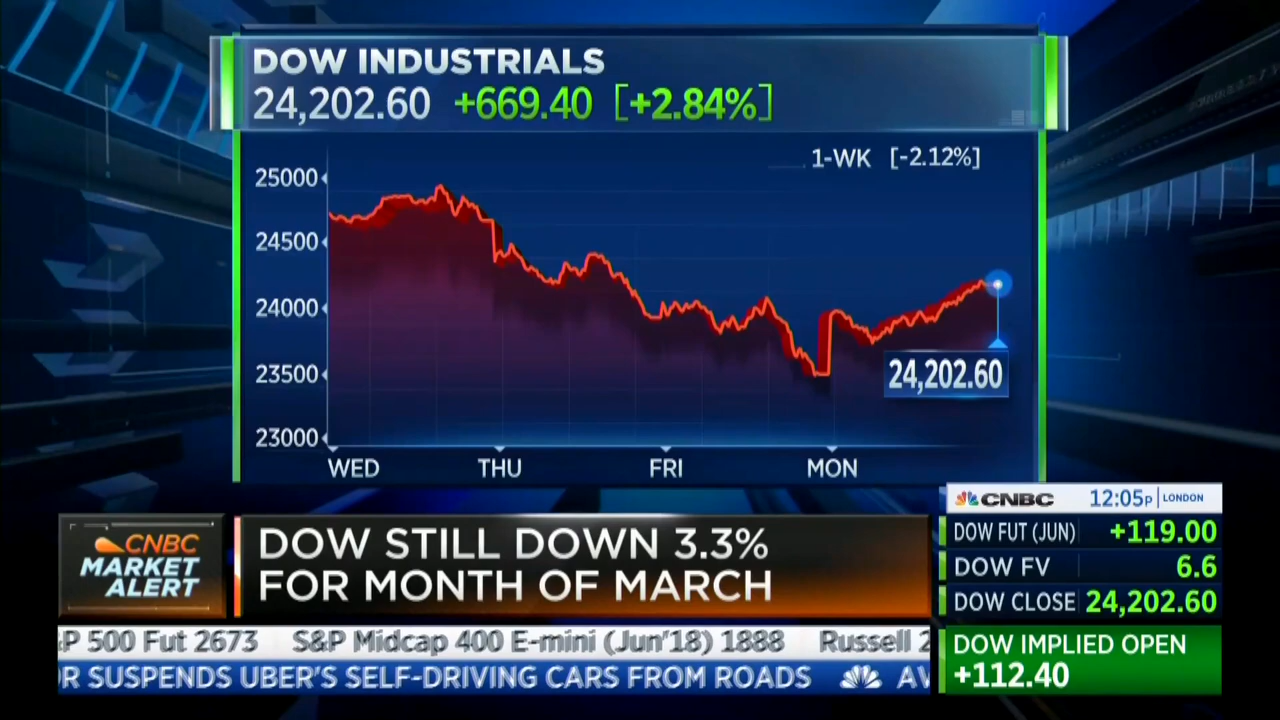 DOW INDUSTRIALS
24,202.60 +669.40 [+2.84%]
1-WK [-2.12%]
25000
24500
24000
23500
23000
24,202.60
WED THU FRI MON
CNBC 12:05P LONDON
DOW FUT (JUN) +119.00
DOW FV 6.6
DOW CLOSE 24,202.60
DOW IMPLIED OPEN
+112.40
CNBC
MARKET
ALERT
DOW STILL DOWN 3.3%
FOR MONTH OF MARCH
P 500 Fut 2673 S&P Midcap 400 E-mini (Jun'18) 1888 Russell 2
R SUSPENDS UBER'S SELF-DRIVING CARS FROM ROADS AV